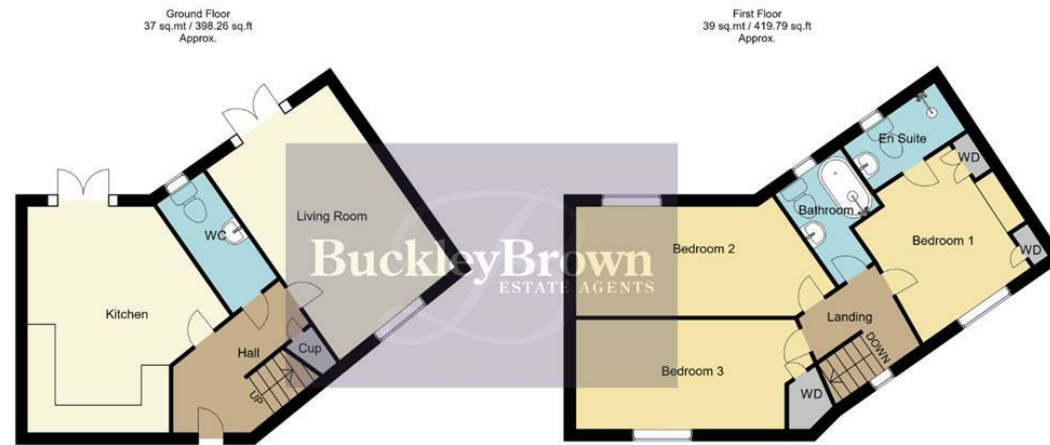 Ground Floor
37 sq.mt / 398.26 sq.ft
Approx.
First Floor
39 sq.mt / 419.79 sq.ft
Approx.
Living Room
WC
Kitchen
Hall
Cup
UP
En Suite
WD
Bathroom
Bedroom 1
WD
Bedroom 2
Landing
DOWN
Bedroom 3
WD
BuckleyBrown
ESTATE AGENTS